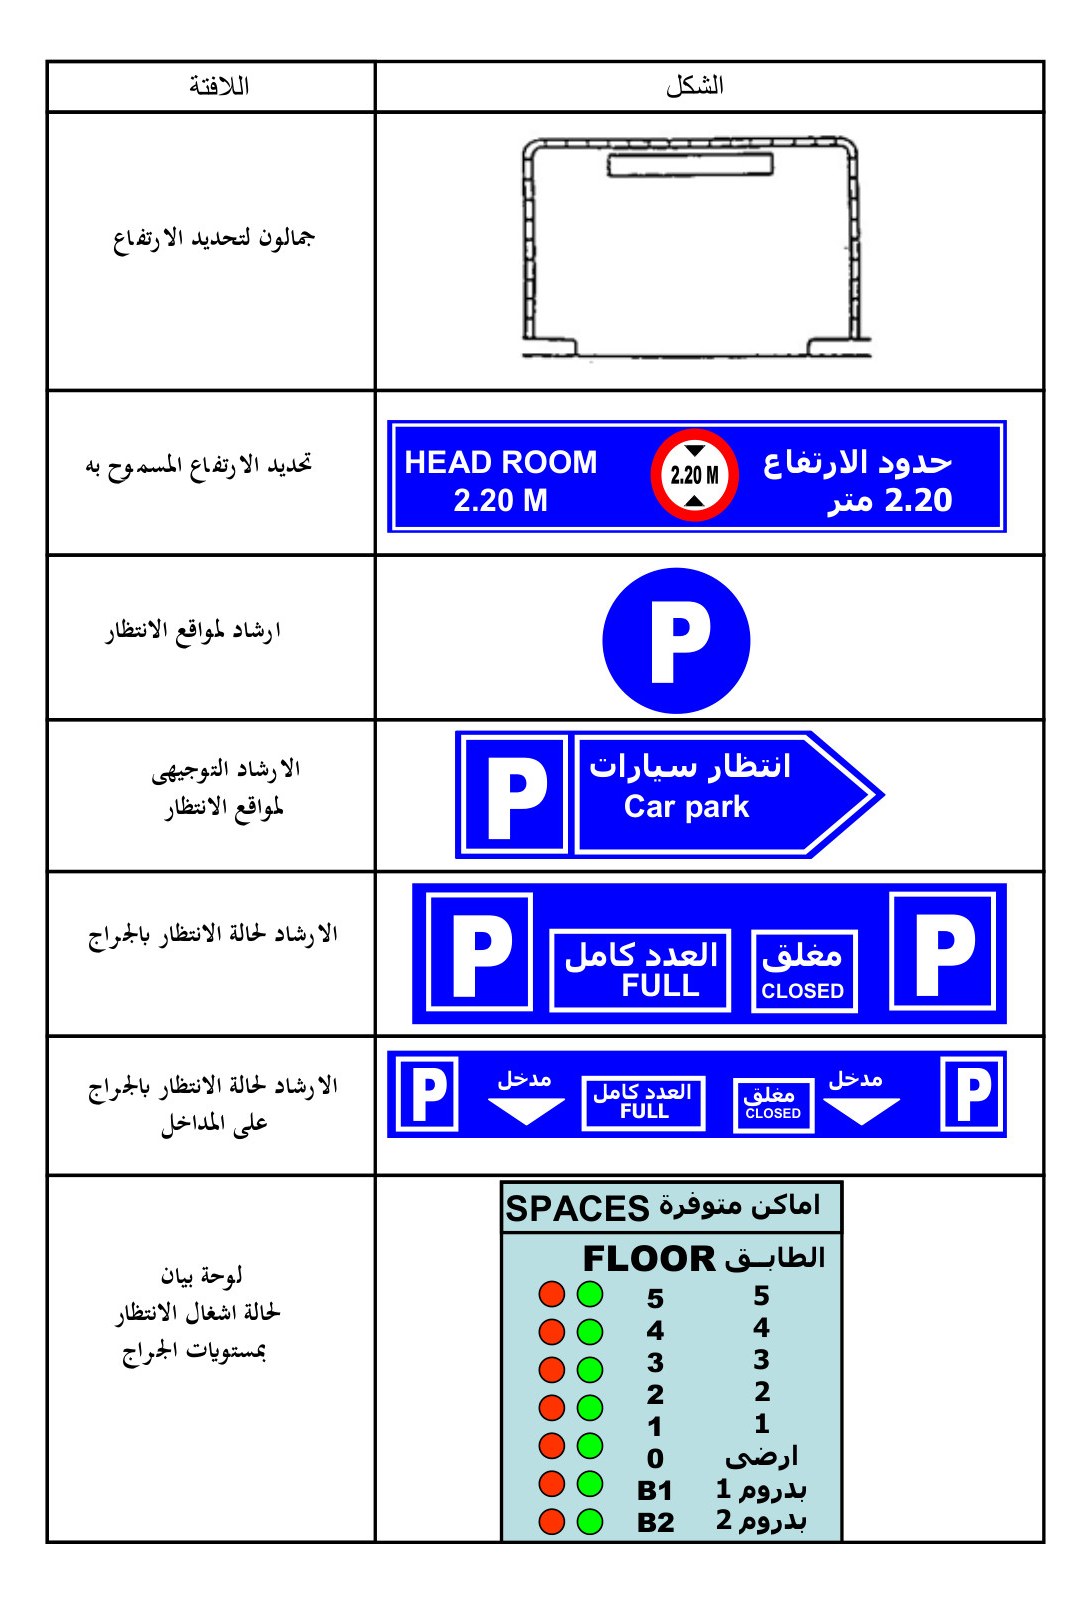 اللافتة
الشكل
جمالون لتحديد الارتفاع
تحديد الارتفاع المسموح به
HEAD ROOM
2.20 M
2.20 M
حدود الارتفاع
2.20 متر
ارشاد لمواقع الانتظار
P
الارشاد التوجيهى
لمواقع الانتظار
P
انتظار سيارات
Car park
الارشاد لحالة الانتظار بالجراج
P
العدد كامل
FULL
مغلق
CLOSED
P
الارشاد لحالة الانتظار بالجراج
على المداخل
P
مدخل
العدد كامل
FULL
مغلق
CLOSED
مدخل
P
لوحة بيان
لحالة اشغال الانتظار
بمستويات الجراج
SPACES اماكن متوفرة
FLOOR الطابـق
5 5
4 4
3 3
2 2
1 1
0 ارضى
B1 بدروم 1
B2 بدروم 2